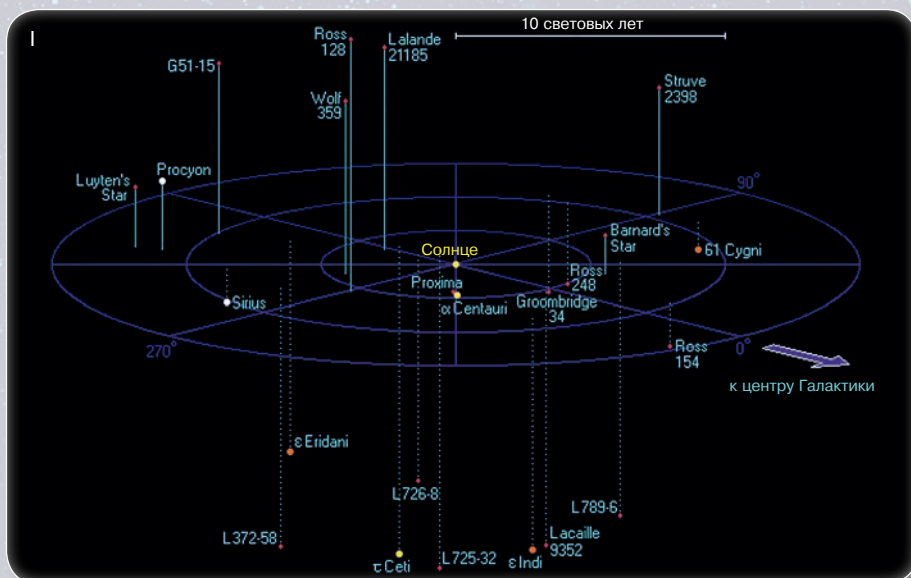 I
10 световых лет
Ross
128
Lalande
21185
G51-15
Wolf
359
Struve
2398
Luyten's
Star
Procyon
90°
Barnard's
Star
61 Cygni
Солнце
Proxima
Ross
248
Sirius
α Centauri
Groombridge
34
270°
0°
Ross
154
к центру Галактики
ε Eridani
L726-8
L789-6
L372-58
Lacaille
9352
τ Ceti
L725-32
ε Indi